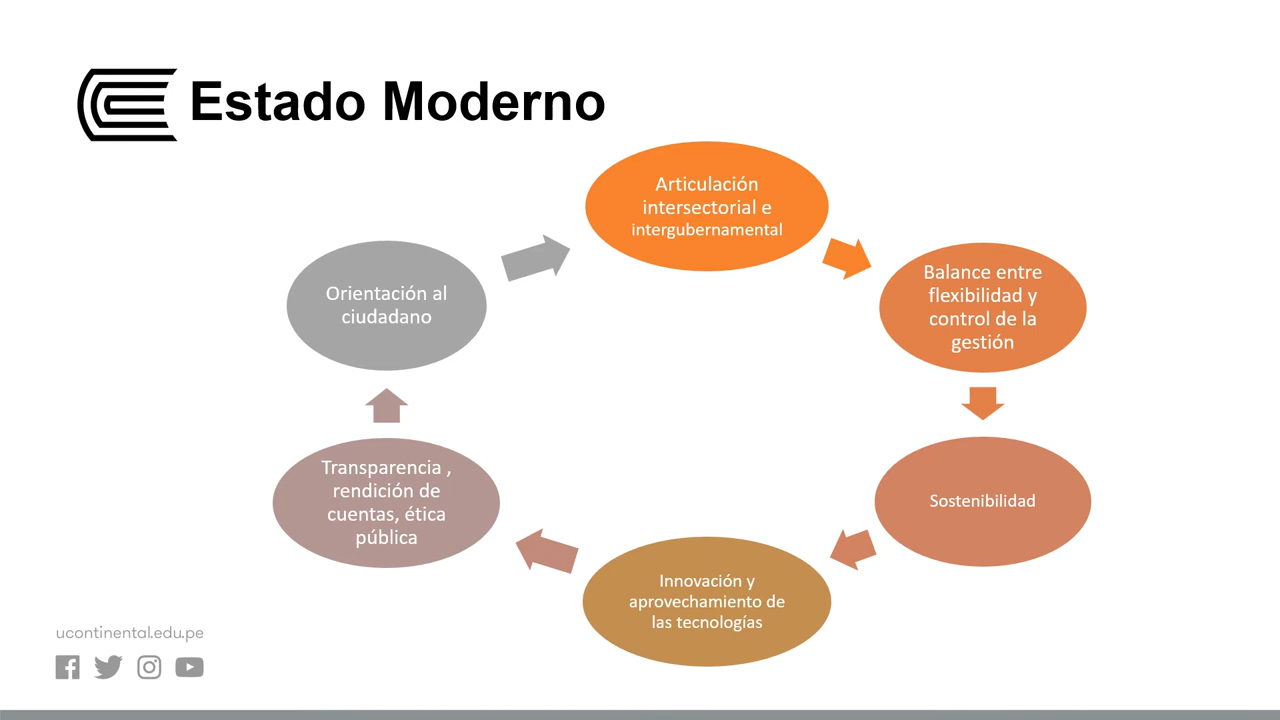 Estado Moderno
Articulación
intersectorial e
intergubernamental
Balance entre
flexibilidad y
control de la
gestión
Sostenibilidad
Innovación y
aprovechamiento de
las tecnologías
Transparencia ,
rendición de
cuentas, ética
pública
Orientación al
ciudadano
ucontinental.edu.pe